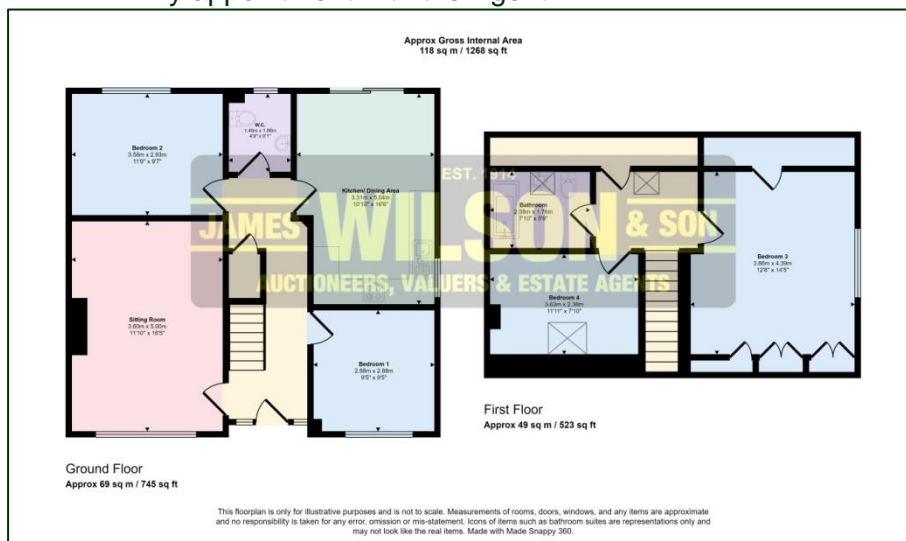 By appointment with the Agent
Approx Gross Internal Area
118 sq m / 1268 sq ft
Bedroom 2
3.58m x 2.93m
11'9" x 9'7"
W.C.
1.45m x 1.86m
4'9" x 6'1"
Kitchen/ Dining Area
3.31m x 5.04m
10'10" x 16'6"
Sitting Room
3.60m x 5.00m
11'10" x 16'5"
Bedroom 1
2.88m x 2.88m
9'5" x 9'5"
Bathroom
2.38m x 1.76m
7'10" x 5'9"
Bedroom 3
3.86m x 4.39m
12'8" x 14'5"
Bedroom 4
3.63m x 2.38m
11'11" x 7'10"
EST. 1914
JAMES WILSON & SON
AUCTIONEERS, VALUERS & ESTATE AGENTS
Ground Floor
Approx 69 sq m / 745 sq ft
First Floor
Approx 49 sq m / 523 sq ft
This floorplan is only for illustrative purposes and is not to scale. Measurements of rooms, doors, windows, and any items are approximate
and no responsibility is taken for any error, omission or mis-statement. Icons of items such as bathroom suites are representations only and
may not look like the real items. Made with Made Snappy 360.